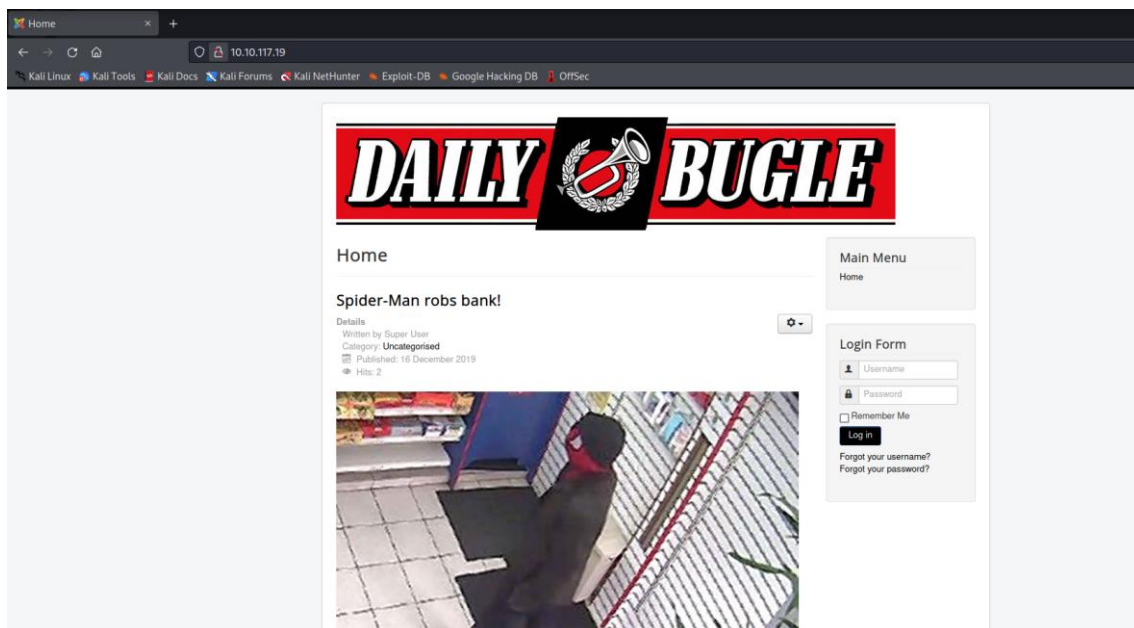 Home
10.10.117.19
Kali Linux Kali Tools Kali Docs Kali Forums Kali NetHunter Exploit-DB Google Hacking DB OffSec
DAILY BUGLE
Home
Spider-Man robs bank!
Details
Written by Super User
Category: Uncategorised
Published: 16 December 2019
Hits: 2
Main Menu
Home
Login Form
Username
Password
Remember Me
Log in
Forgot your username?
Forgot your password?